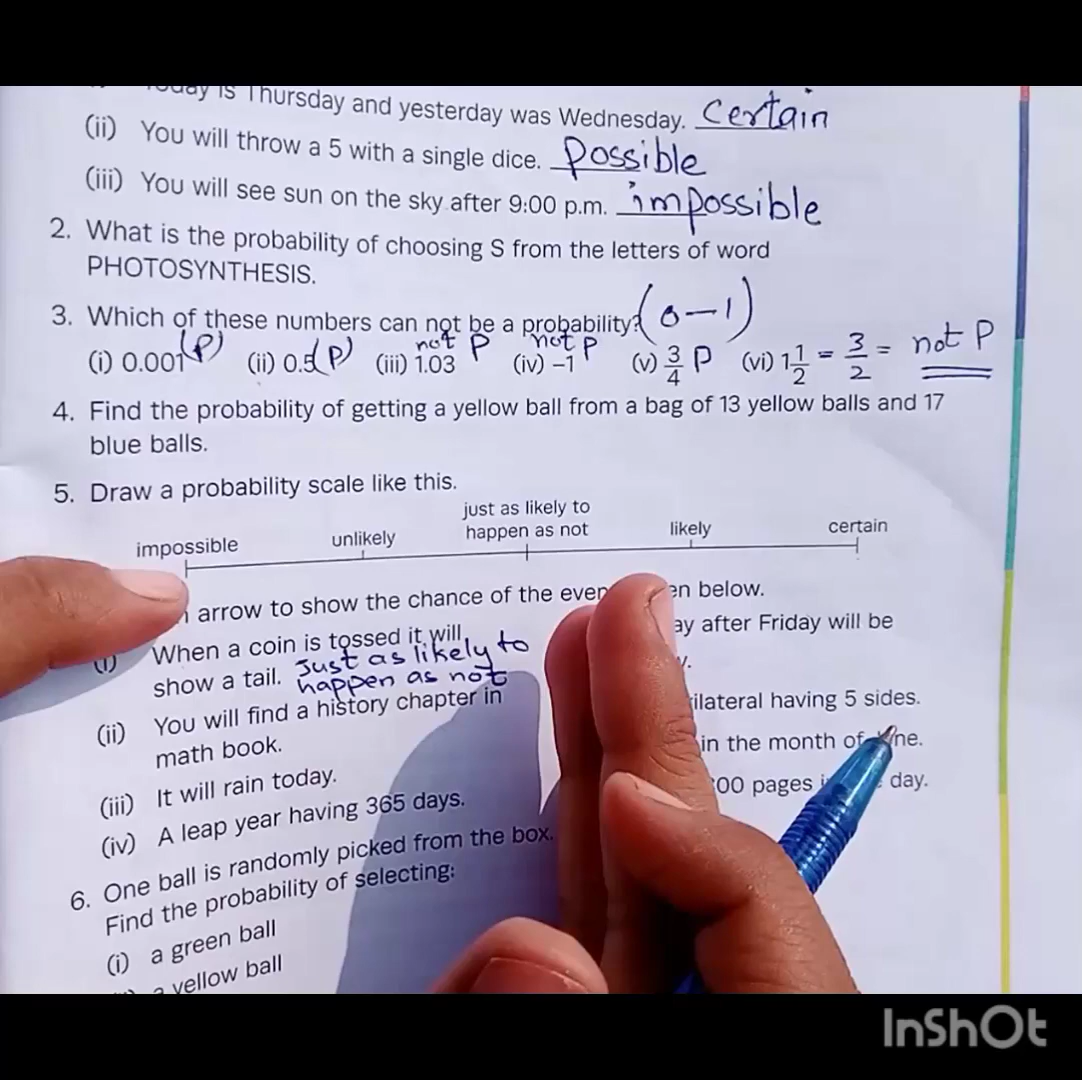 is Thursday and yesterday was Wednesday. certain
(ii) You will throw a 5 with a single dice. possible
(iii) You will see sun on the sky after 9:00 p.m. impossible
2. What is the probability of choosing S from the letters of word
PHOTOSYNTHESIS.
3. Which of these numbers can not be a probability? (0-1)
(i) 0.001 (P) (ii) 0.5 (P) (iii) 1.03 not P (iv) -1 not P (v) 3/4 P (vi) 1 1/2 = 3/2 = not P
4. Find the probability of getting a yellow ball from a bag of 13 yellow balls and 17
blue balls.
5. Draw a probability scale like this.
impossible unlikely just as likely to happen as not likely certain
arrow to show the chance of the below.
(i) When a coin is tossed it will
show a tail. Just as likely to happen as not
(ii) You will find a history chapter in
math book.
(iii) It will rain today.
(iv) A leap year having 365 days.
after Friday will be
having 5 sides.
in the month of
pages day.
6. One ball is randomly picked from the box.
Find the probability of selecting:
(i) a green ball
a yellow ball
InShOt